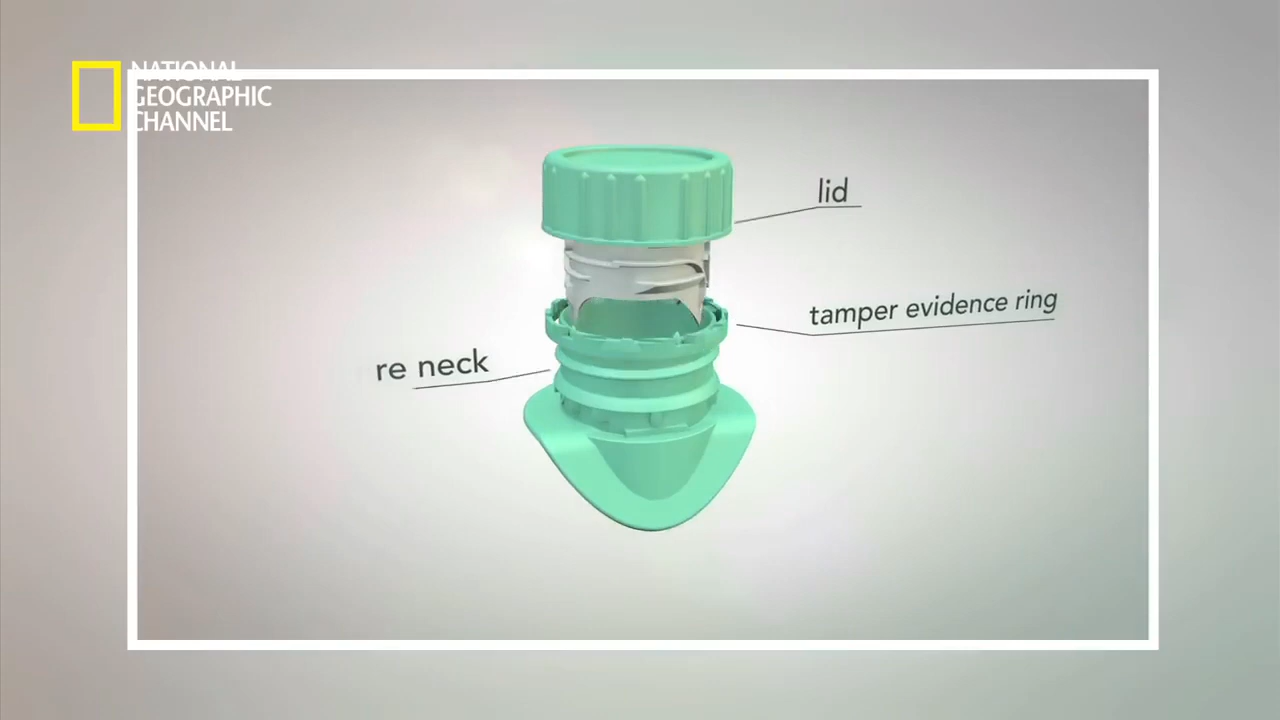 NATIONAL
GEOGRAPHIC
CHANNEL
lid
tamper evidence ring
re neck